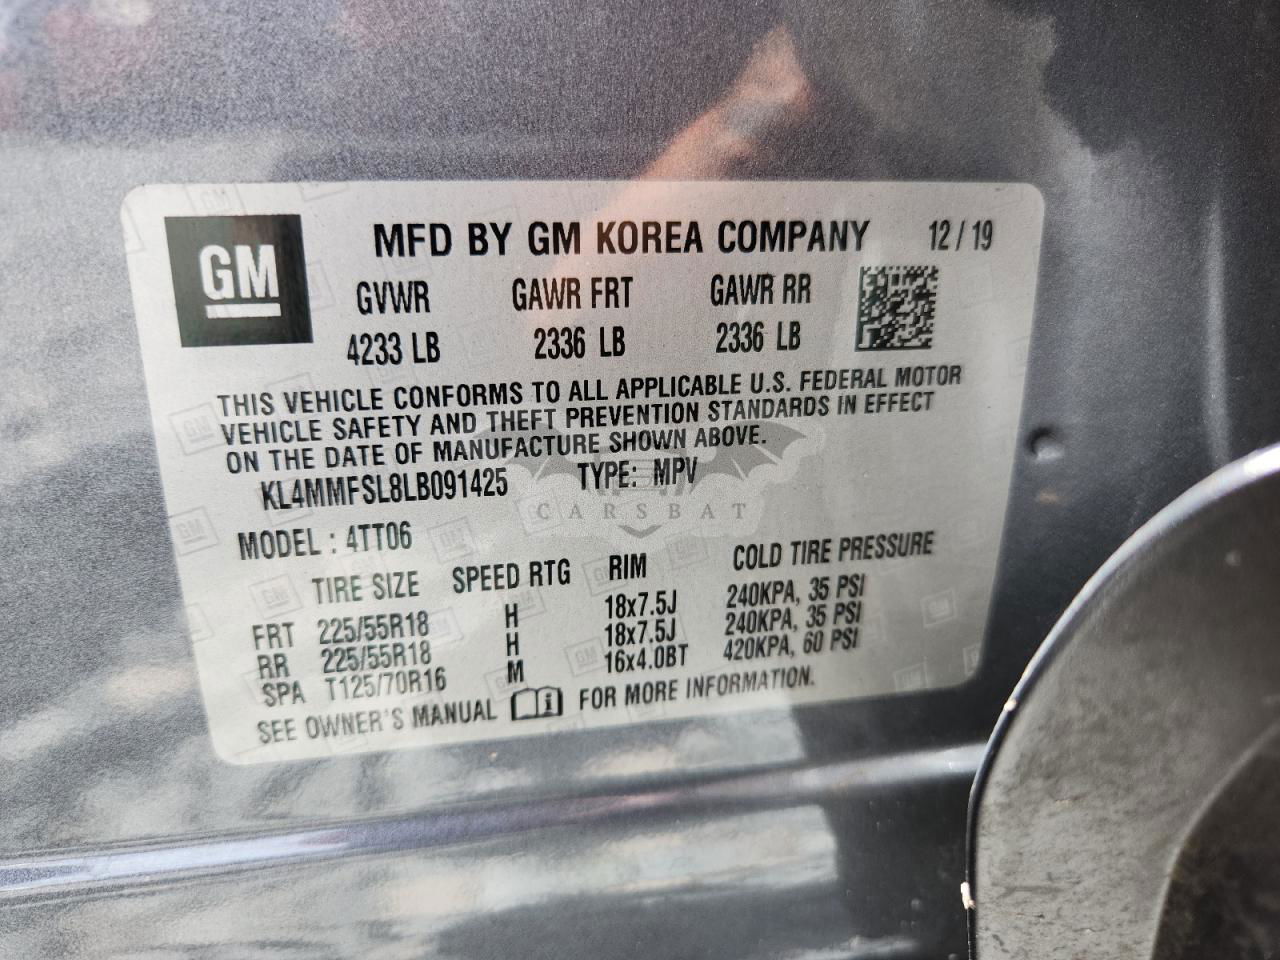 GM
MFD BY GM KOREA COMPANY 12/19
GVWR GAWR FRT GAWR RR
4233 LB 2336 LB 2336 LB
THIS VEHICLE CONFORMS TO ALL APPLICABLE U.S. FEDERAL MOTOR
VEHICLE SAFETY AND THEFT PREVENTION STANDARDS IN EFFECT
ON THE DATE OF MANUFACTURE SHOWN ABOVE.
KL4MMFSL8LB091425 TYPE: MPV
CARSBAT
MODEL : 4TT06
TIRE SIZE SPEED RTG RIM COLD TIRE PRESSURE
FRT 225/55R18 H 18x7.5J 240KPA, 35 PSI
RR 225/55R18 H 18x7.5J 240KPA, 35 PSI
SPA T125/70R16 M 16x4.0BT 420KPA, 60 PSI
SEE OWNER'S MANUAL FOR MORE INFORMATION.